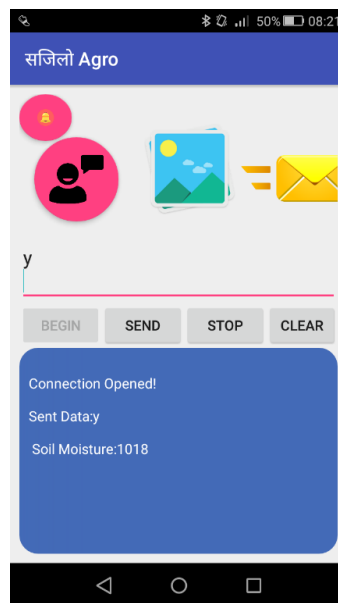 50% 08:21
सजिलो Agro
y
BEGIN SEND STOP CLEAR
Connection Opened!
Sent Data:y
Soil Moisture:1018